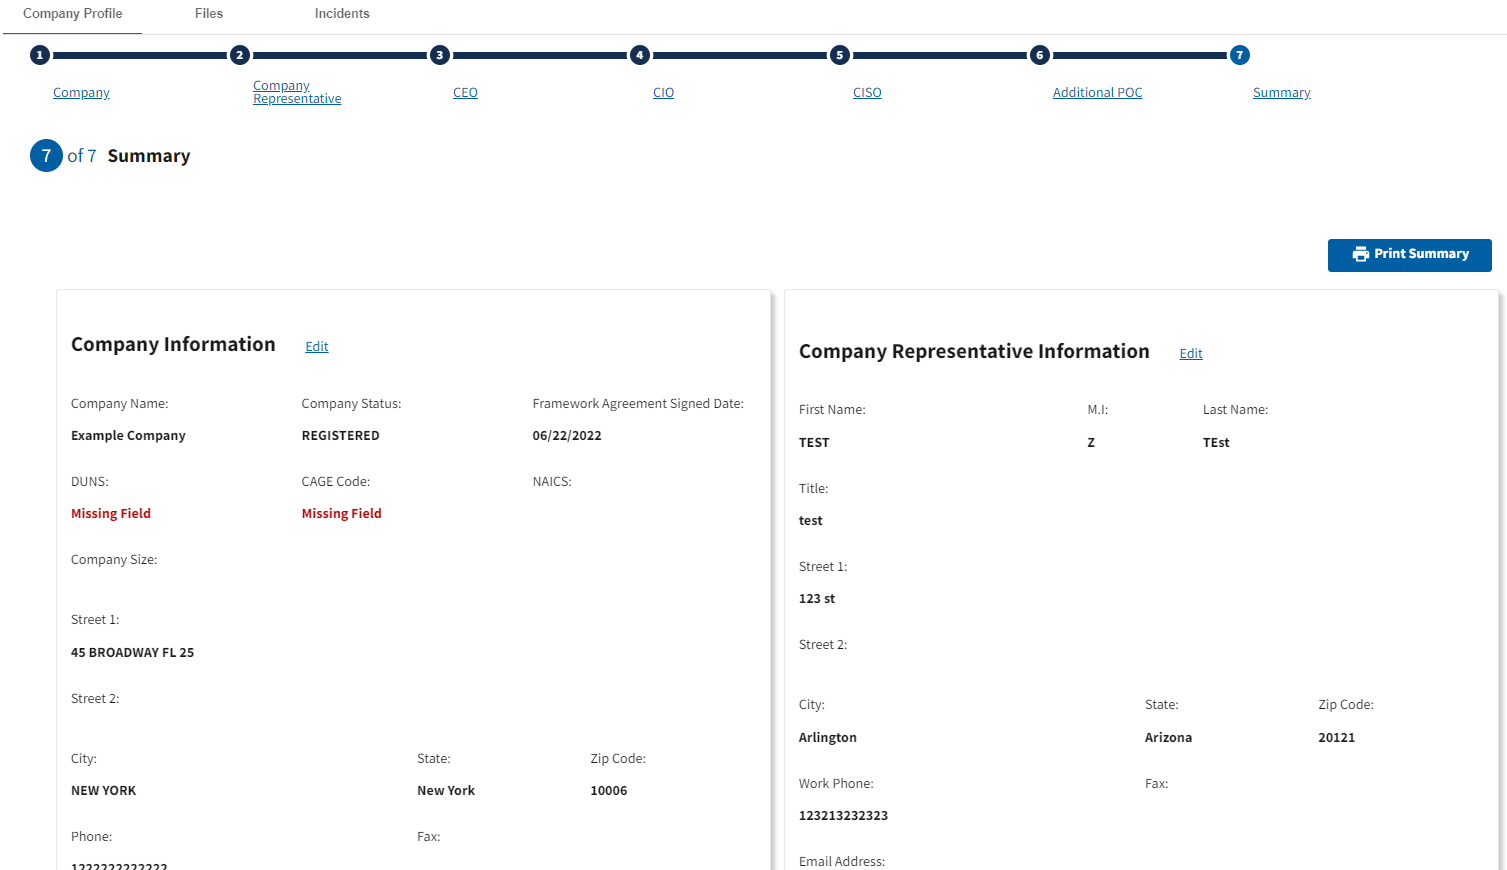 Company Profile Files Incidents
1 2 3 4 5 6 7
Company
Company
Representative
CEO
CIO
CISO
Additional POC
Summary
7 of 7 Summary
Print Summary
Company Information Edit
Company Name: Company Status: Framework Agreement Signed Date:
Example Company REGISTERED 06/22/2022
DUNS: CAGE Code: NAICS:
Missing Field Missing Field
Company Size:
Street 1:
45 BROADWAY FL 25
Street 2:
City: State: Zip Code:
NEW YORK New York 10006
Phone: Fax:
1222222222222
Company Representative Information Edit
First Name: M.I: Last Name:
TEST Z TEst
Title:
test
Street 1:
123 st
Street 2:
City: State: Zip Code:
Arlington Arizona 20121
Work Phone: Fax:
123213232323
Email Address: